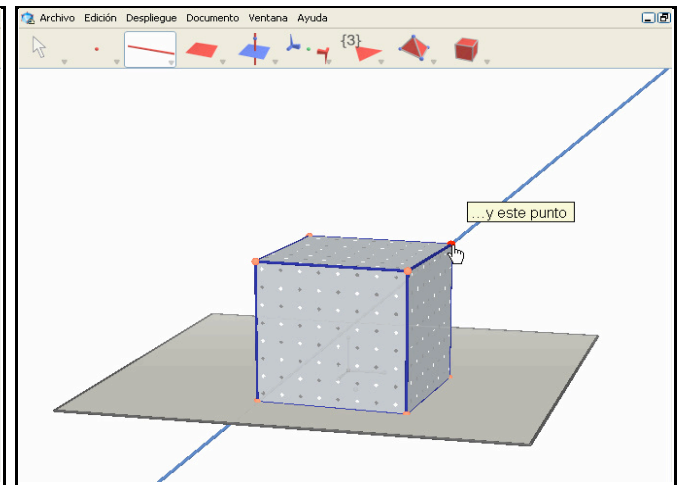 Archivo Edición Despliegue Documento Ventana Ayuda
{3}
...y este punto